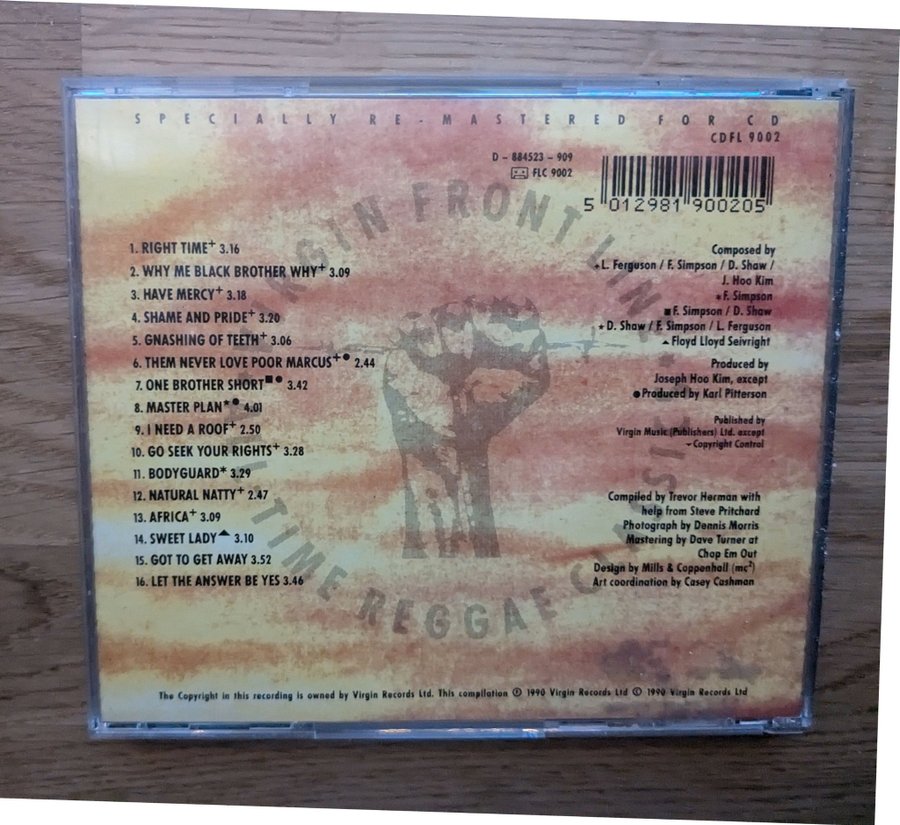 SPECIALLY RE-MASTERED FOR CD
CDFL 9002
D - 884523 - 909
FLC 9002
5 012981 900205
VIRGIN FRONT LINE
1. RIGHT TIME+ 3.16
2. WHY ME BLACK BROTHER WHY+ 3.09
3. HAVE MERCY+ 3.18
4. SHAME AND PRIDE+ 3.20
5. GNASHING OF TEETH+ 3.06
6. THEM NEVER LOVE POOR MARCUS+● 2.44
7. ONE BROTHER SHORT■● 3.42
8. MASTER PLAN*● 4.01
9. I NEED A ROOF+ 2.50
10. GO SEEK YOUR RIGHTS+ 3.28
11. BODYGUARD* 3.29
12. NATURAL NATTY+ 2.47
13. AFRICA+ 3.09
14. SWEET LADY▲ 3.10
15. GOT TO GET AWAY 3.52
16. LET THE ANSWER BE YES 3.46
Composed by
+L. Ferguson / F. Simpson / D. Shaw /
J. Hoo Kim
*F. Simpson
■F. Simpson / D. Shaw
★D. Shaw / F. Simpson / L. Ferguson
▲Floyd Lloyd Seivright
Produced by
Joseph Hoo Kim, except
●Produced by Karl Pitterson
Published by
Virgin Music (Publishers) Ltd. except
Copyright Control
Compiled by Trevor Herman with
help from Steve Pritchard
Photograph by Dennis Morris
Mastering by Dave Turner at
Chop Em Out
Design by Mills & Coppenhall (mc²)
Art coordination by Casey Cashman
TIME REGGAE
The Copyright in this recording is owned by Virgin Records Ltd. This compilation ℗ 1990 Virgin Records Ltd © 1990 Virgin Records Ltd